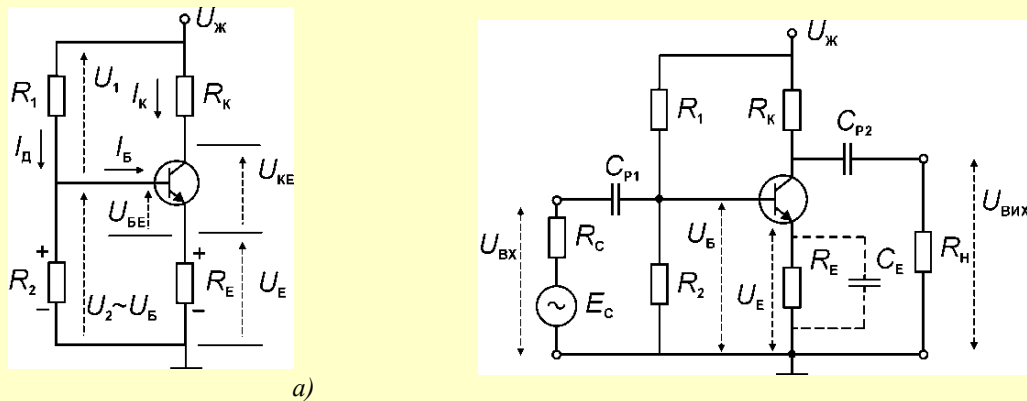 U_Ж
U_1
R_1
I_К
R_К
I_Д
I_Б
U_КЕ
U_БЕ
+
+
R_2
R_Е
U_Е
−
U_2~U_Б
−
а)
U_Ж
R_1
R_К
C_Р2
C_Р1
U_ВХ
R_С
U_Б
R_Е
C_Е
R_Н
U_ВИХ
R_2
U_Е
E_С